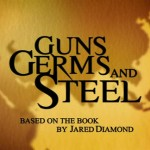 GUNS
GERMS AND
STEEL
BASED ON THE BOOK
BY JARED DIAMOND